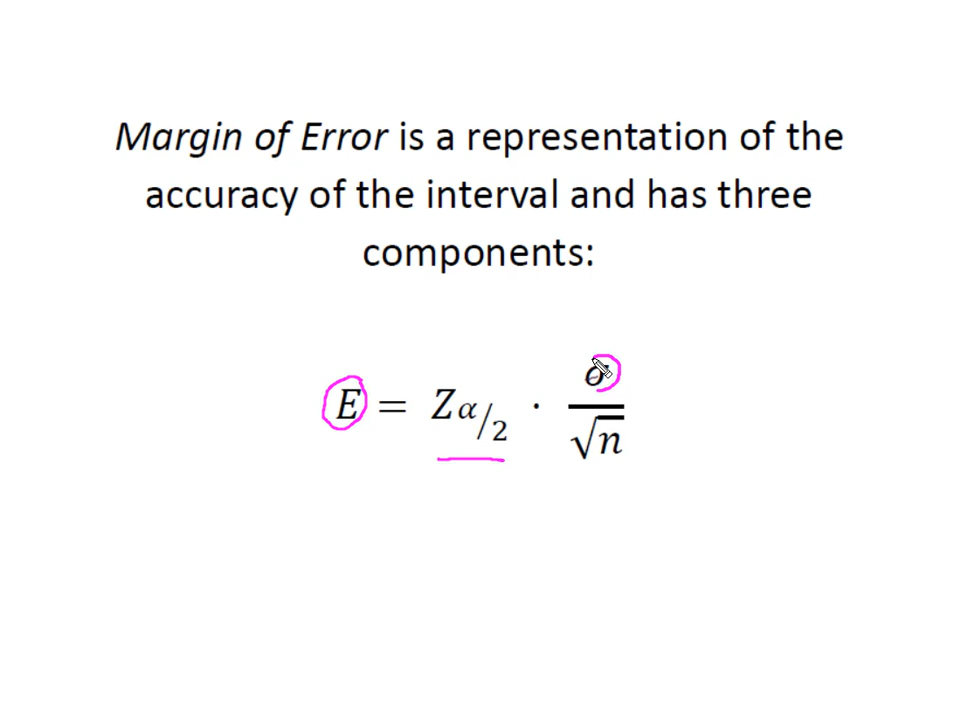 Margin of Error is a representation of the
accuracy of the interval and has three
components:
E = Zα/2 · σ/√n